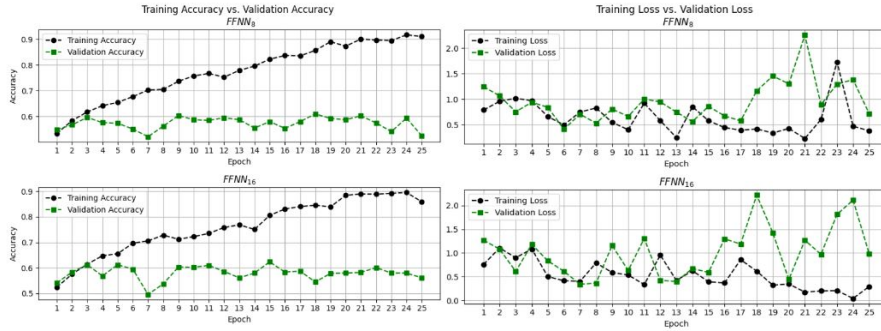 Training Accuracy vs. Validation Accuracy
FFNN8
Training Accuracy
Validation Accuracy
Accuracy
0.9
0.8
0.7
0.6
1 2 3 4 5 6 7 8 9 10 11 12 13 14 15 16 17 18 19 20 21 22 23 24 25
Epoch
FFNN16
Training Accuracy
Validation Accuracy
Accuracy
0.9
0.8
0.7
0.6
0.5
1 2 3 4 5 6 7 8 9 10 11 12 13 14 15 16 17 18 19 20 21 22 23 24 25
Epoch
Training Loss vs. Validation Loss
FFNN8
Training Loss
Validation Loss
2.0
1.5
1.0
0.5
1 2 3 4 5 6 7 8 9 10 11 12 13 14 15 16 17 18 19 20 21 22 23 24 25
Epoch
FFNN16
Training Loss
Validation Loss
2.0
1.5
1.0
0.5
0.0
1 2 3 4 5 6 7 8 9 10 11 12 13 14 15 16 17 18 19 20 21 22 23 24 25
Epoch